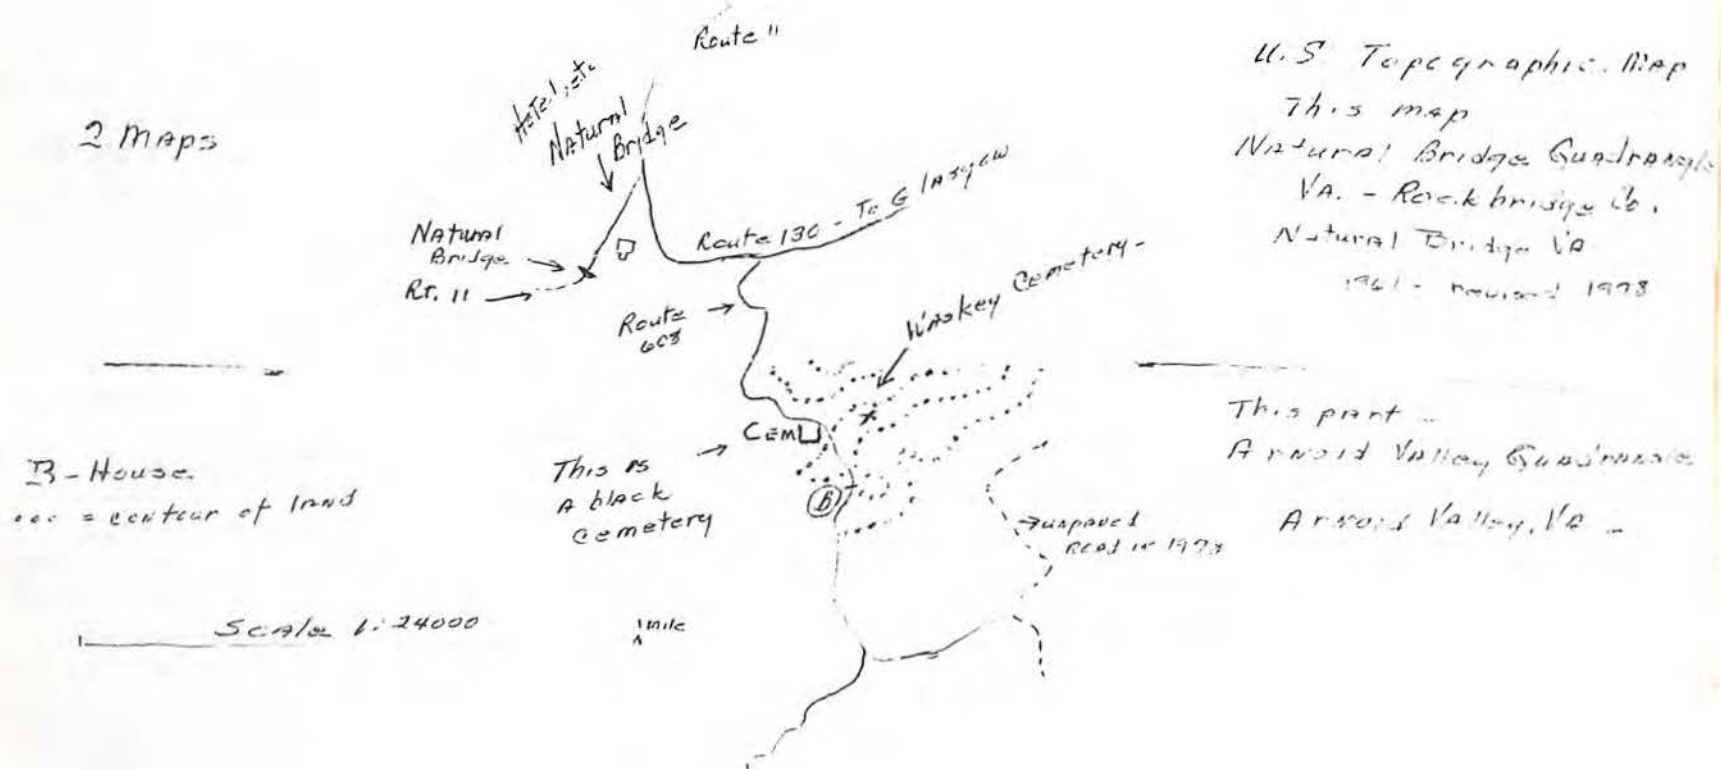 Route 11
2 Maps
Hotel, etc
Natural
Bridge
Natural
Bridge
Rt. 11
Route 130 - To Glasgow
Route
608
Waskey Cemetery -
U.S Topographic. Map
This map
Natural Bridge Quadrangle
VA. - Rockbridge Co.
Natural Bridge VA
1961 - revised 1978
CEM
This is
A black
Cemetery
B - House
... = contour of land
B
This part -
Arnold Valley Quadrangle
Arnold Valley, VA -
unpaved
road in 1978
Scale 1:24000
1 mile